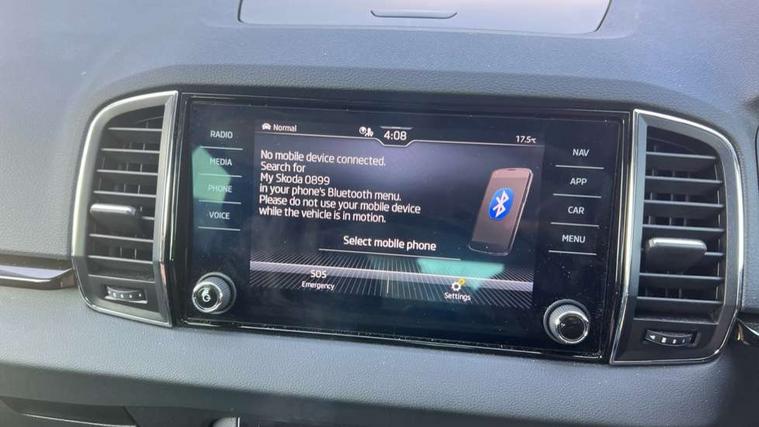 RADIO
MEDIA
PHONE
VOICE
Normal
4:08
17.5°C
No mobile device connected.
Search for
My Skoda 0899
in your phone's Bluetooth menu.
Please do not use your mobile device
while the vehicle is in motion.
Select mobile phone
SOS
Emergency
Settings
NAV
APP
CAR
MENU